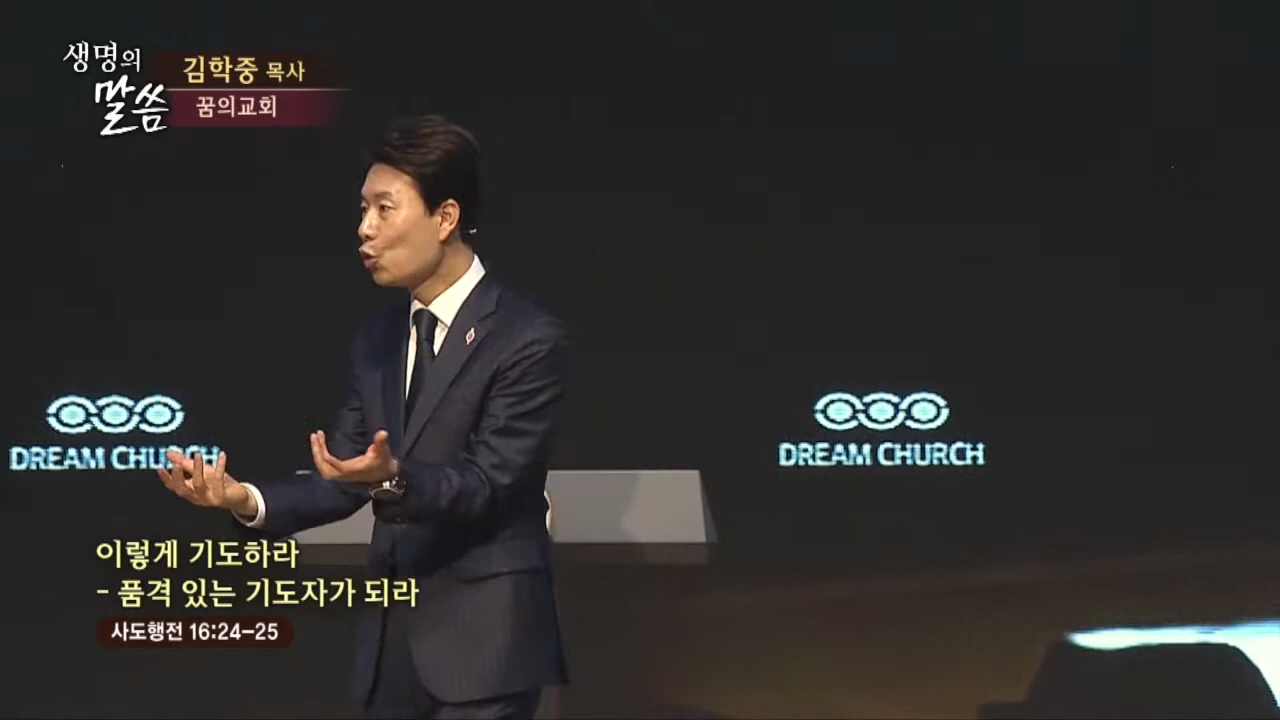 생명의
말씀
김학중 목사
꿈의교회
DREAM CHURCH
DREAM CHURCH
이렇게 기도하라
- 품격 있는 기도자가 되라
사도행전 16:24-25